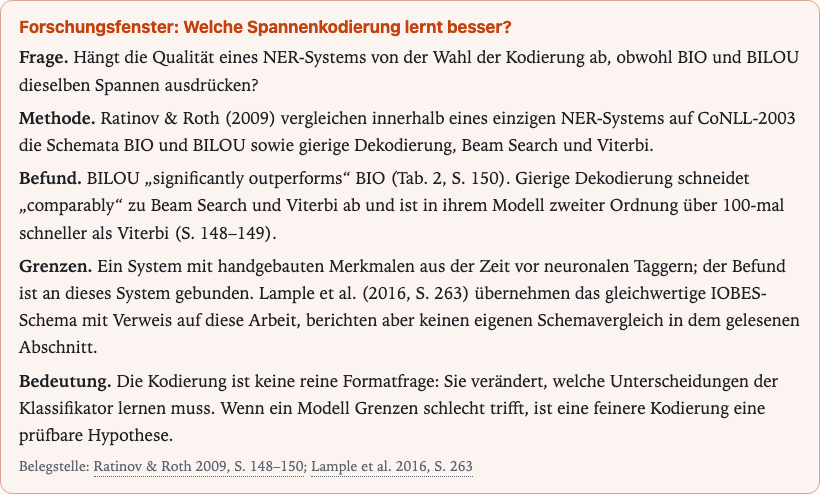 Forschungsfenster: Welche Spannenkodierung lernt besser?
Frage. Hängt die Qualität eines NER-Systems von der Wahl der Kodierung ab, obwohl BIO und BILOU
dieselben Spannen ausdrücken?
Methode. Ratinov & Roth (2009) vergleichen innerhalb eines einzigen NER-Systems auf CoNLL-2003
die Schemata BIO und BILOU sowie gierige Dekodierung, Beam Search und Viterbi.
Befund. BILOU „significantly outperforms“ BIO (Tab. 2, S. 150). Gierige Dekodierung schneidet
„comparably“ zu Beam Search und Viterbi ab und ist in ihrem Modell zweiter Ordnung über 100-mal
schneller als Viterbi (S. 148–149).
Grenzen. Ein System mit handgebauten Merkmalen aus der Zeit vor neuronalen Taggern; der Befund
ist an dieses System gebunden. Lample et al. (2016, S. 263) übernehmen das gleichwertige IOBES-
Schema mit Verweis auf diese Arbeit, berichten aber keinen eigenen Schemavergleich in dem gelesenen
Abschnitt.
Bedeutung. Die Kodierung ist keine reine Formatfrage: Sie verändert, welche Unterscheidungen der
Klassifikator lernen muss. Wenn ein Modell Grenzen schlecht trifft, ist eine feinere Kodierung eine
prüfbare Hypothese.
Belegstelle: Ratinov & Roth 2009, S. 148–150; Lample et al. 2016, S. 263